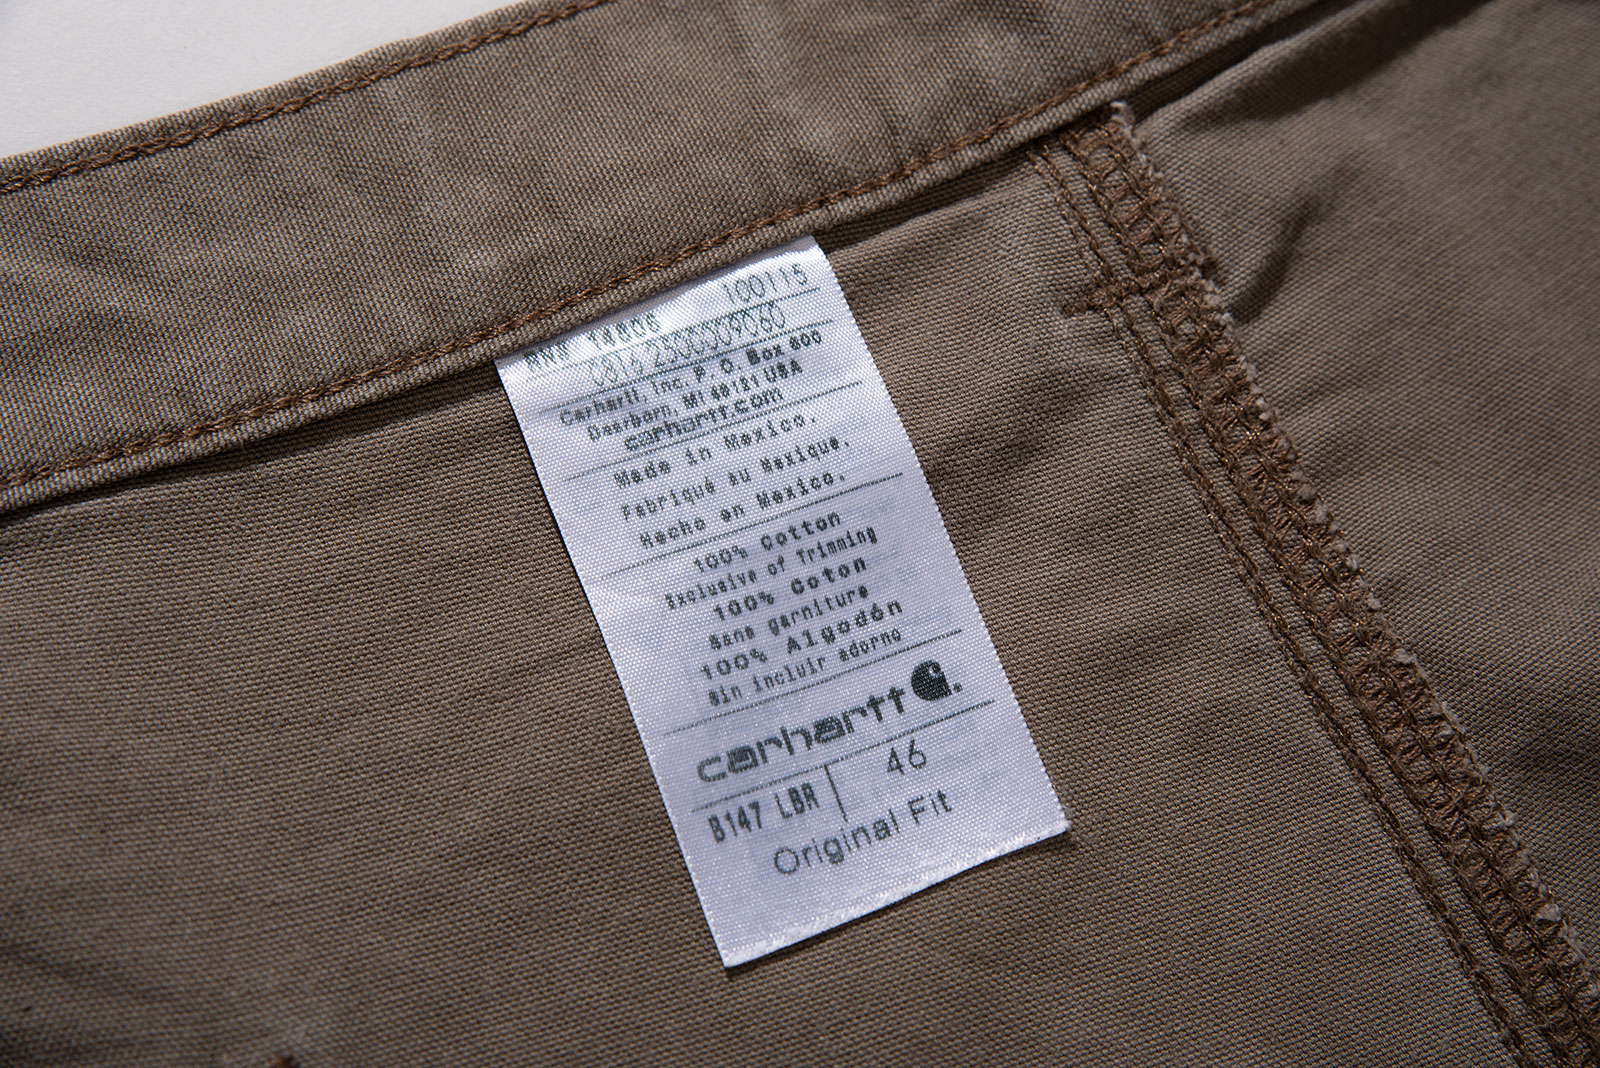 RN# 14806 100115
0816 2300009060
Carhartt, Inc. P. O. Box 600
Dearborn, MI 48121 USA
carhartt.com
Made in Mexico.
Fabriqué au Mexique.
Hecho en Mexico.
100% Cotton
Exclusive of Trimming
100% Coton
Sans garniture
100% Algodón
Sin incluir adorno
carhartt
B147 LBR 46
Original Fit